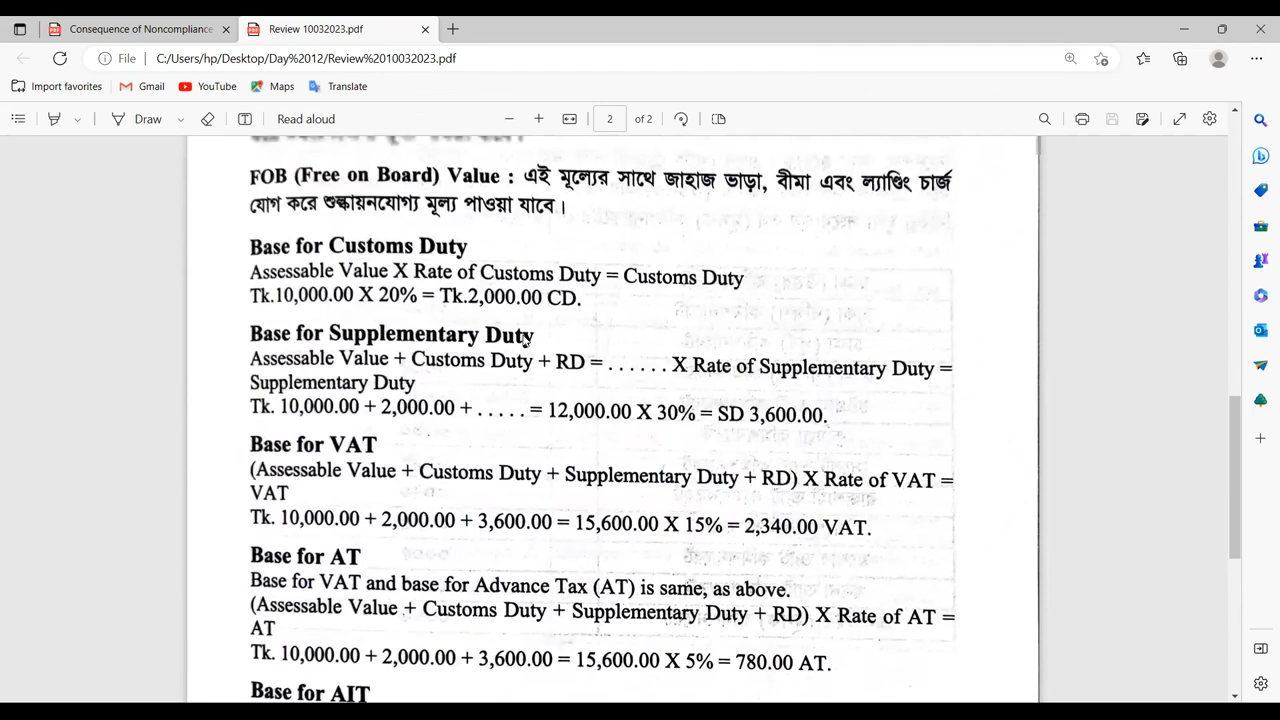 Consequence of Noncompliance
Review 10032023.pdf
File
C:/Users/hp/Desktop/Day%2012/Review%2010032023.pdf
Import favorites
Gmail
YouTube
Maps
Translate
Draw
Read aloud
2
of 2
FOB (Free on Board) Value : এই মূল্যের সাথে জাহাজ ভাড়া, বীমা এবং ল্যাণ্ডিং চার্জ
যোগ করে শুল্কায়নযোগ্য মূল্য পাওয়া যাবে।
Base for Customs Duty
Assessable Value X Rate of Customs Duty = Customs Duty
Tk.10,000.00 X 20% = Tk.2,000.00 CD.
Base for Supplementary Duty
Assessable Value + Customs Duty + RD = . . . . . . X Rate of Supplementary Duty =
Supplementary Duty
Tk. 10,000.00 + 2,000.00 + . . . . . = 12,000.00 X 30% = SD 3,600.00.
Base for VAT
(Assessable Value + Customs Duty + Supplementary Duty + RD) X Rate of VAT =
VAT
Tk. 10,000.00 + 2,000.00 + 3,600.00 = 15,600.00 X 15% = 2,340.00 VAT.
Base for AT
Base for VAT and base for Advance Tax (AT) is same, as above.
(Assessable Value + Customs Duty + Supplementary Duty + RD) X Rate of AT =
AT
Tk. 10,000.00 + 2,000.00 + 3,600.00 = 15,600.00 X 5% = 780.00 AT.
Base for AIT